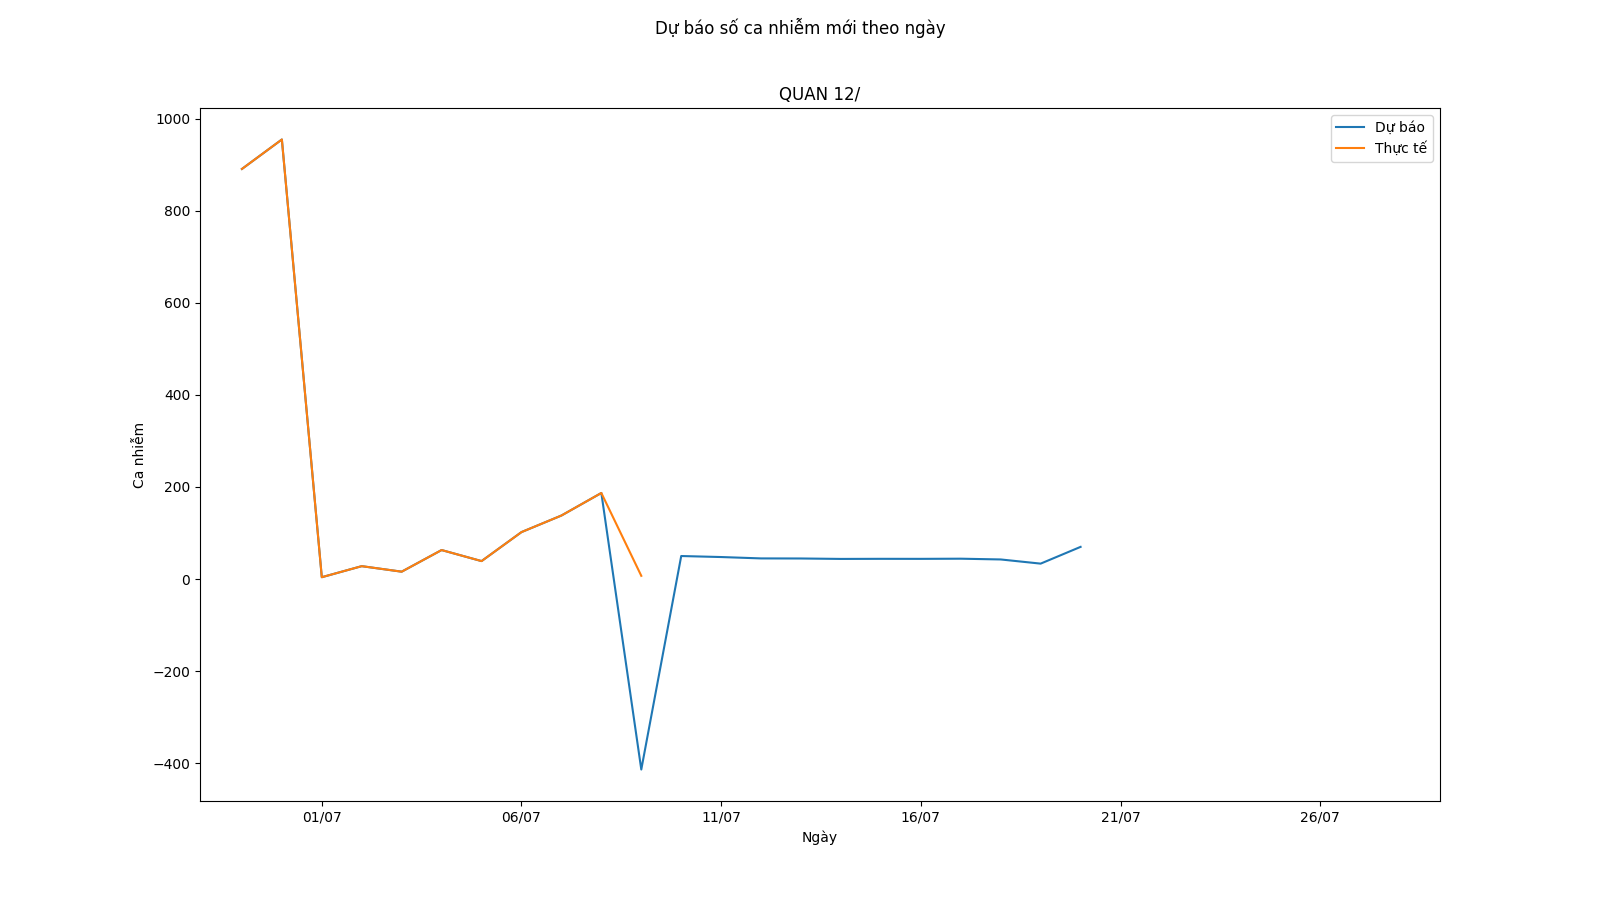 Dự báo số ca nhiễm mới theo ngày
QUAN 12/
Dự báo
Thực tế
1000
800
600
400
200
0
−200
−400
Ca nhiễm
01/07
06/07
11/07
16/07
21/07
26/07
Ngày